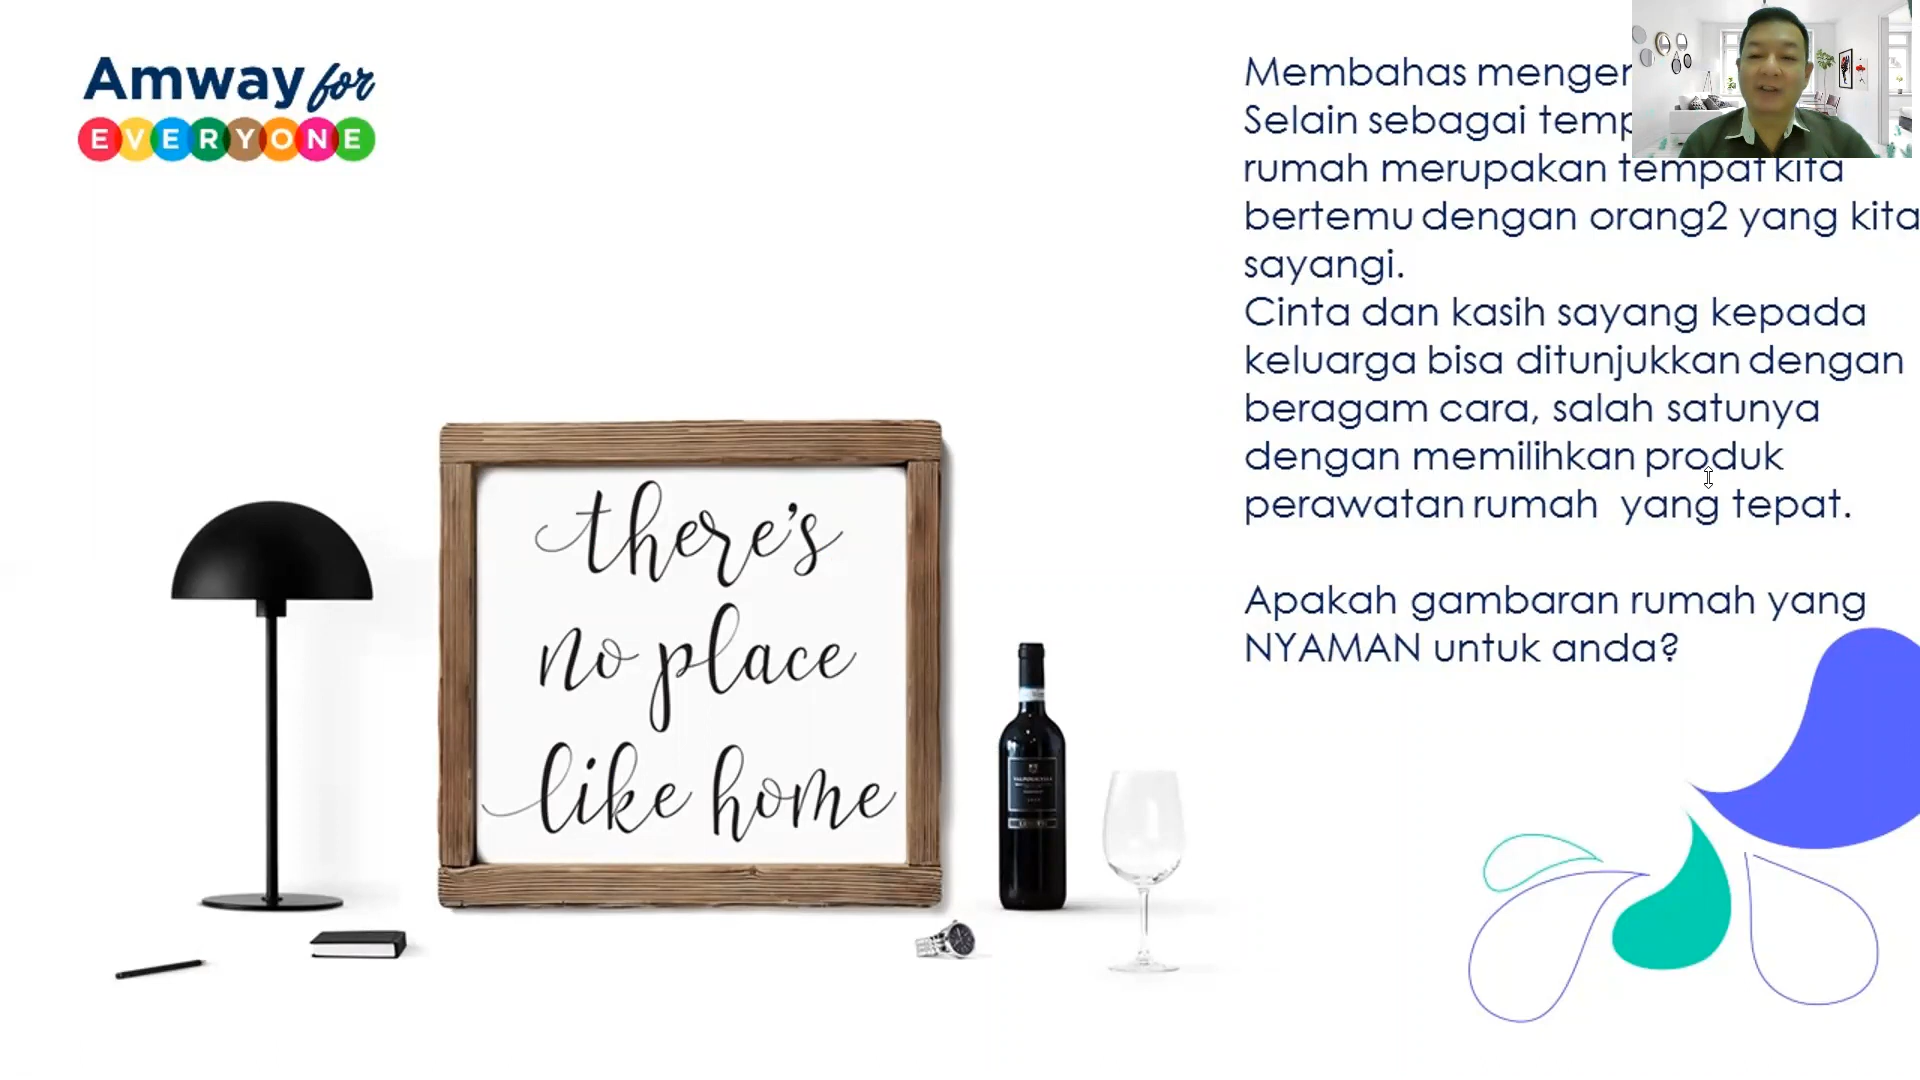 Amway for
EVERYONE
Membahas
Selain sebagai
rumah merupakan tempat kita
bertemu dengan orang2 yang kita
sayangi.
Cinta dan kasih sayang kepada
keluarga bisa ditunjukkan dengan
beragam cara, salah satunya
dengan memilihkan produk
perawatan rumah yang tepat.
Apakah gambaran rumah yang
NYAMAN untuk anda?
there's
no place
like home